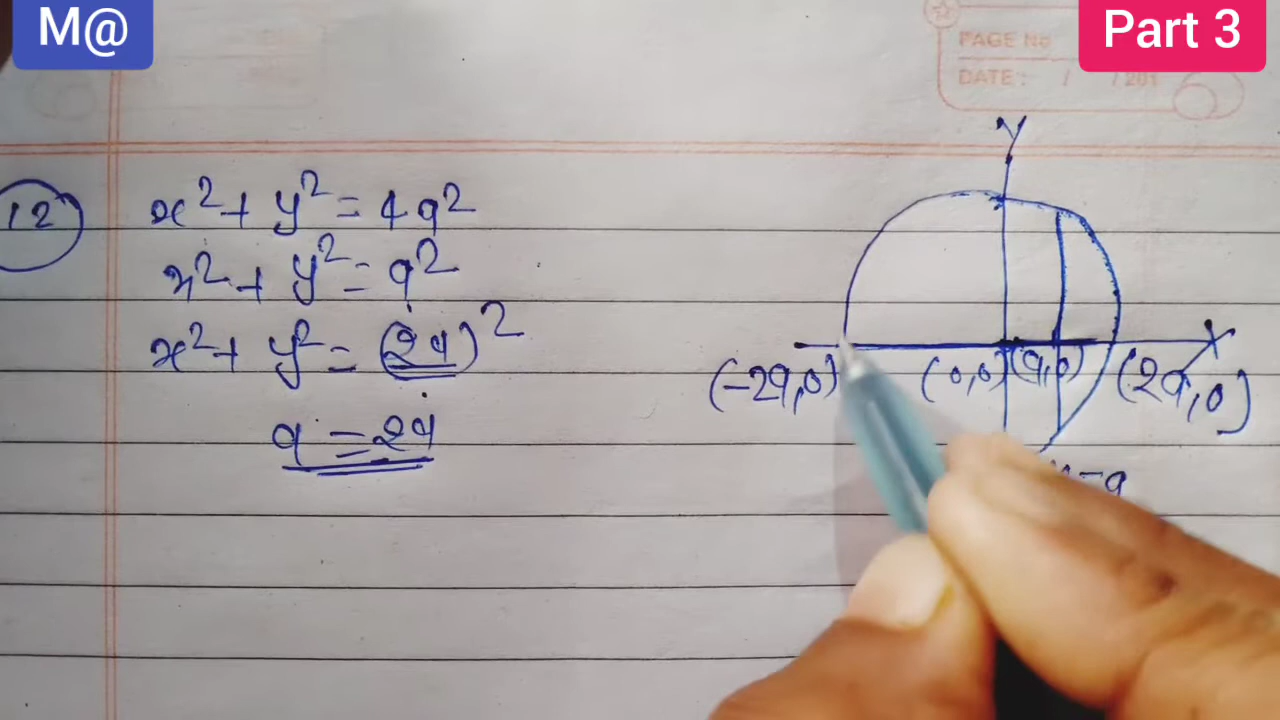 M@
Part 3
PAGE No
DATE : / / 201
12
x² + y² = 4a²
x² + y² = a²
x² + y² = (2a)²
a = 2a
Y
X
(-2a,0) (0,0) (a,0) (2a,0)